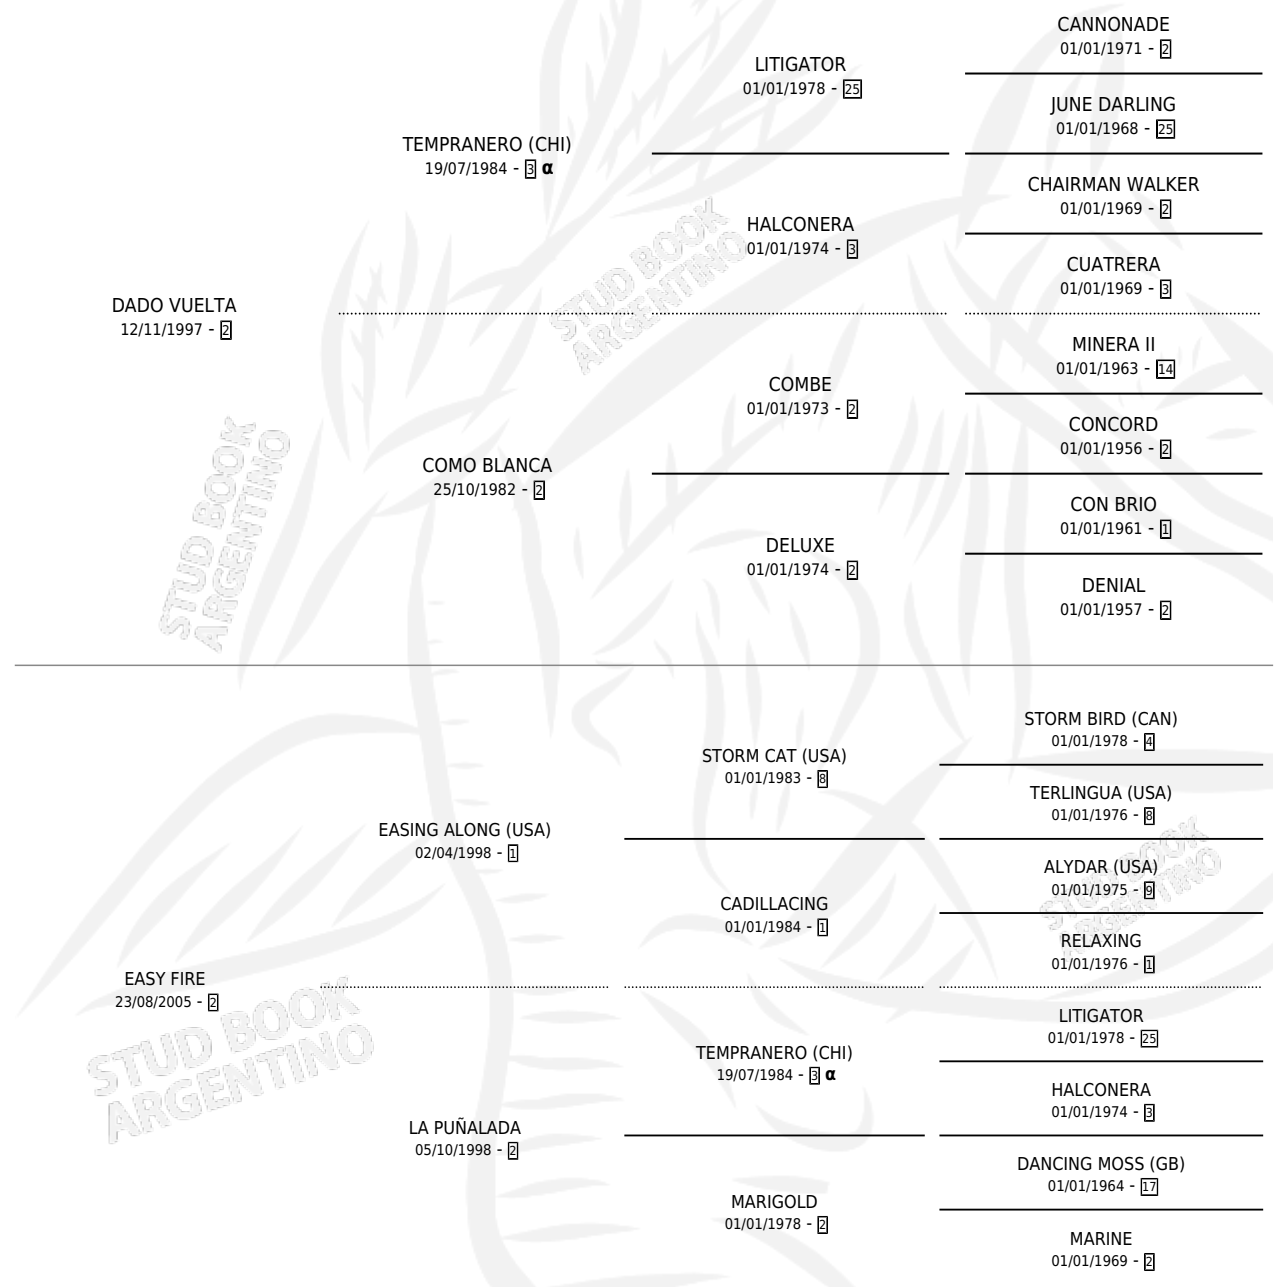 CANNONADE
01/01/1971 - 2
LITIGATOR
01/01/1978 - 25
JUNE DARLING
01/01/1968 - 25
TEMPRANERO (CHI)
19/07/1984 - 3 α
CHAIRMAN WALKER
01/01/1969 - 2
HALCONERA
01/01/1974 - 3
CUATRERA
01/01/1969 - 3
DADO VUELTA
12/11/1997 - 2
MINERA II
01/01/1963 - 14
COMBE
01/01/1973 - 2
CONCORD
01/01/1956 - 2
COMO BLANCA
25/10/1982 - 2
CON BRIO
01/01/1961 - 1
DELUXE
01/01/1974 - 2
DENIAL
01/01/1957 - 2
STUD BOOK
ARGENTINO
STUD BOOK
ARGENTINO
STORM BIRD (CAN)
01/01/1978 - 4
STORM CAT (USA)
01/01/1983 - 8
TERLINGUA (USA)
01/01/1976 - 8
EASING ALONG (USA)
02/04/1998 - 1
ALYDAR (USA)
01/01/1975 - 9
CADILLACING
01/01/1984 - 1
RELAXING
01/01/1976 - 1
EASY FIRE
23/08/2005 - 2
LITIGATOR
01/01/1978 - 25
TEMPRANERO (CHI)
19/07/1984 - 3 α
HALCONERA
01/01/1974 - 3
LA PUÑALADA
05/10/1998 - 2
DANCING MOSS (GB)
01/01/1964 - 17
MARIGOLD
01/01/1978 - 2
MARINE
01/01/1969 - 2
STUD BOOK
ARGENTINO
STUD BOOK
ARGENTINO